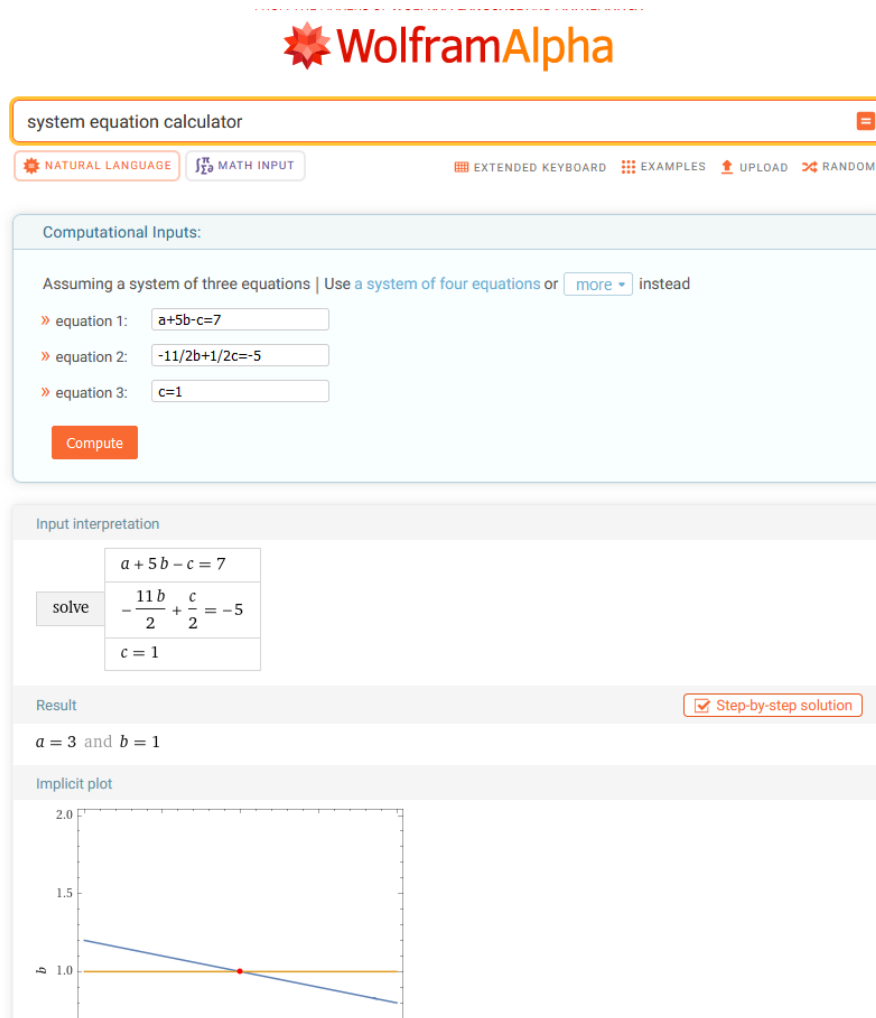 WolframAlpha
system equation calculator
NATURAL LANGUAGE
MATH INPUT
EXTENDED KEYBOARD
EXAMPLES
UPLOAD
RANDOM
Computational Inputs:
Assuming a system of three equations | Use a system of four equations or more instead
» equation 1: a+5b-c=7
» equation 2: -11/2b+1/2c=-5
» equation 3: c=1
Compute
Input interpretation
solve
a + 5 b − c = 7
− 11 b / 2 + c / 2 = −5
c = 1
Result
Step-by-step solution
a = 3 and b = 1
Implicit plot
2.0
1.5
b 1.0